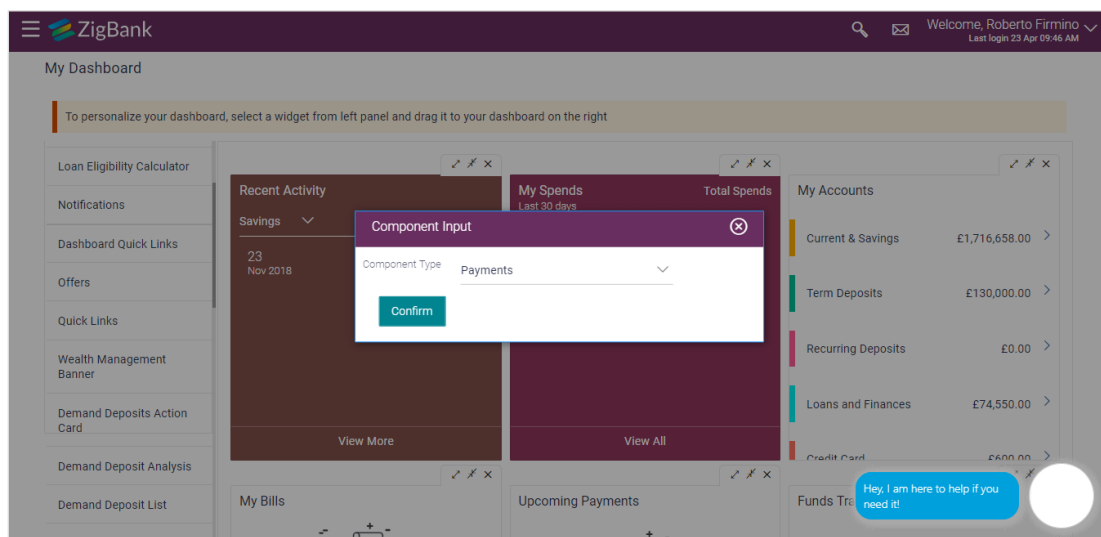 ZigBank
Welcome, Roberto Firmino
Last login 23 Apr 09:46 AM
My Dashboard
To personalize your dashboard, select a widget from left panel and drag it to your dashboard on the right
Loan Eligibility Calculator
Notifications
Dashboard Quick Links
Offers
Quick Links
Wealth Management
Banner
Demand Deposits Action
Card
Demand Deposit Analysis
Demand Deposit List
Recent Activity
Savings
23
Nov 2018
View More
My Spends
Total Spends
Last 30 days
View All
Component Input
Component Type
Payments
Confirm
My Accounts
Current & Savings £1,716,658.00
Term Deposits £130,000.00
Recurring Deposits £0.00
Loans and Finances £74,550.00
Credit Card £600.00
My Bills
Upcoming Payments
Funds Tra
Hey, I am here to help if you
need it!